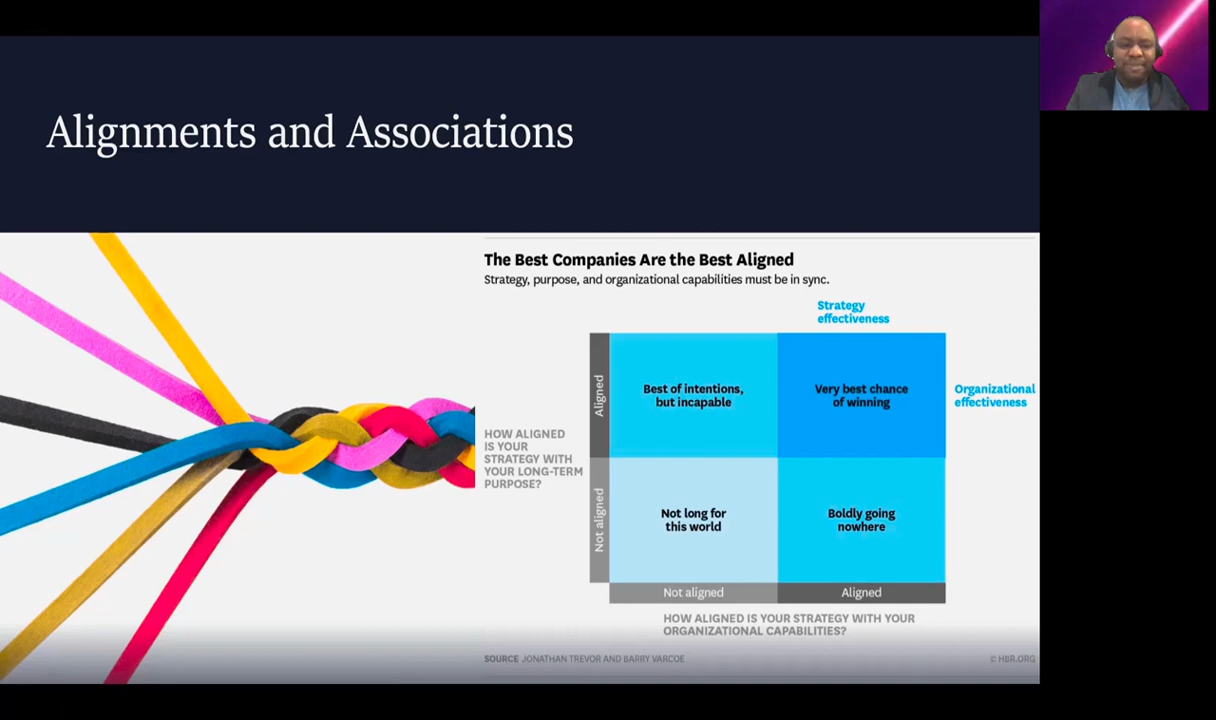 Alignments and Associations
The Best Companies Are the Best Aligned
Strategy, purpose, and organizational capabilities must be in sync.
Strategy
effectiveness
Aligned
Best of intentions,
but incapable
Very best chance
of winning
Organizational
effectiveness
HOW ALIGNED
IS YOUR
STRATEGY WITH
YOUR LONG-TERM
PURPOSE?
Not aligned
Not long for
this world
Boldly going
nowhere
Not aligned
Aligned
HOW ALIGNED IS YOUR STRATEGY WITH YOUR
ORGANIZATIONAL CAPABILITIES?
SOURCE JONATHAN TREVOR AND BARRY VARCOE
© HBR.ORG